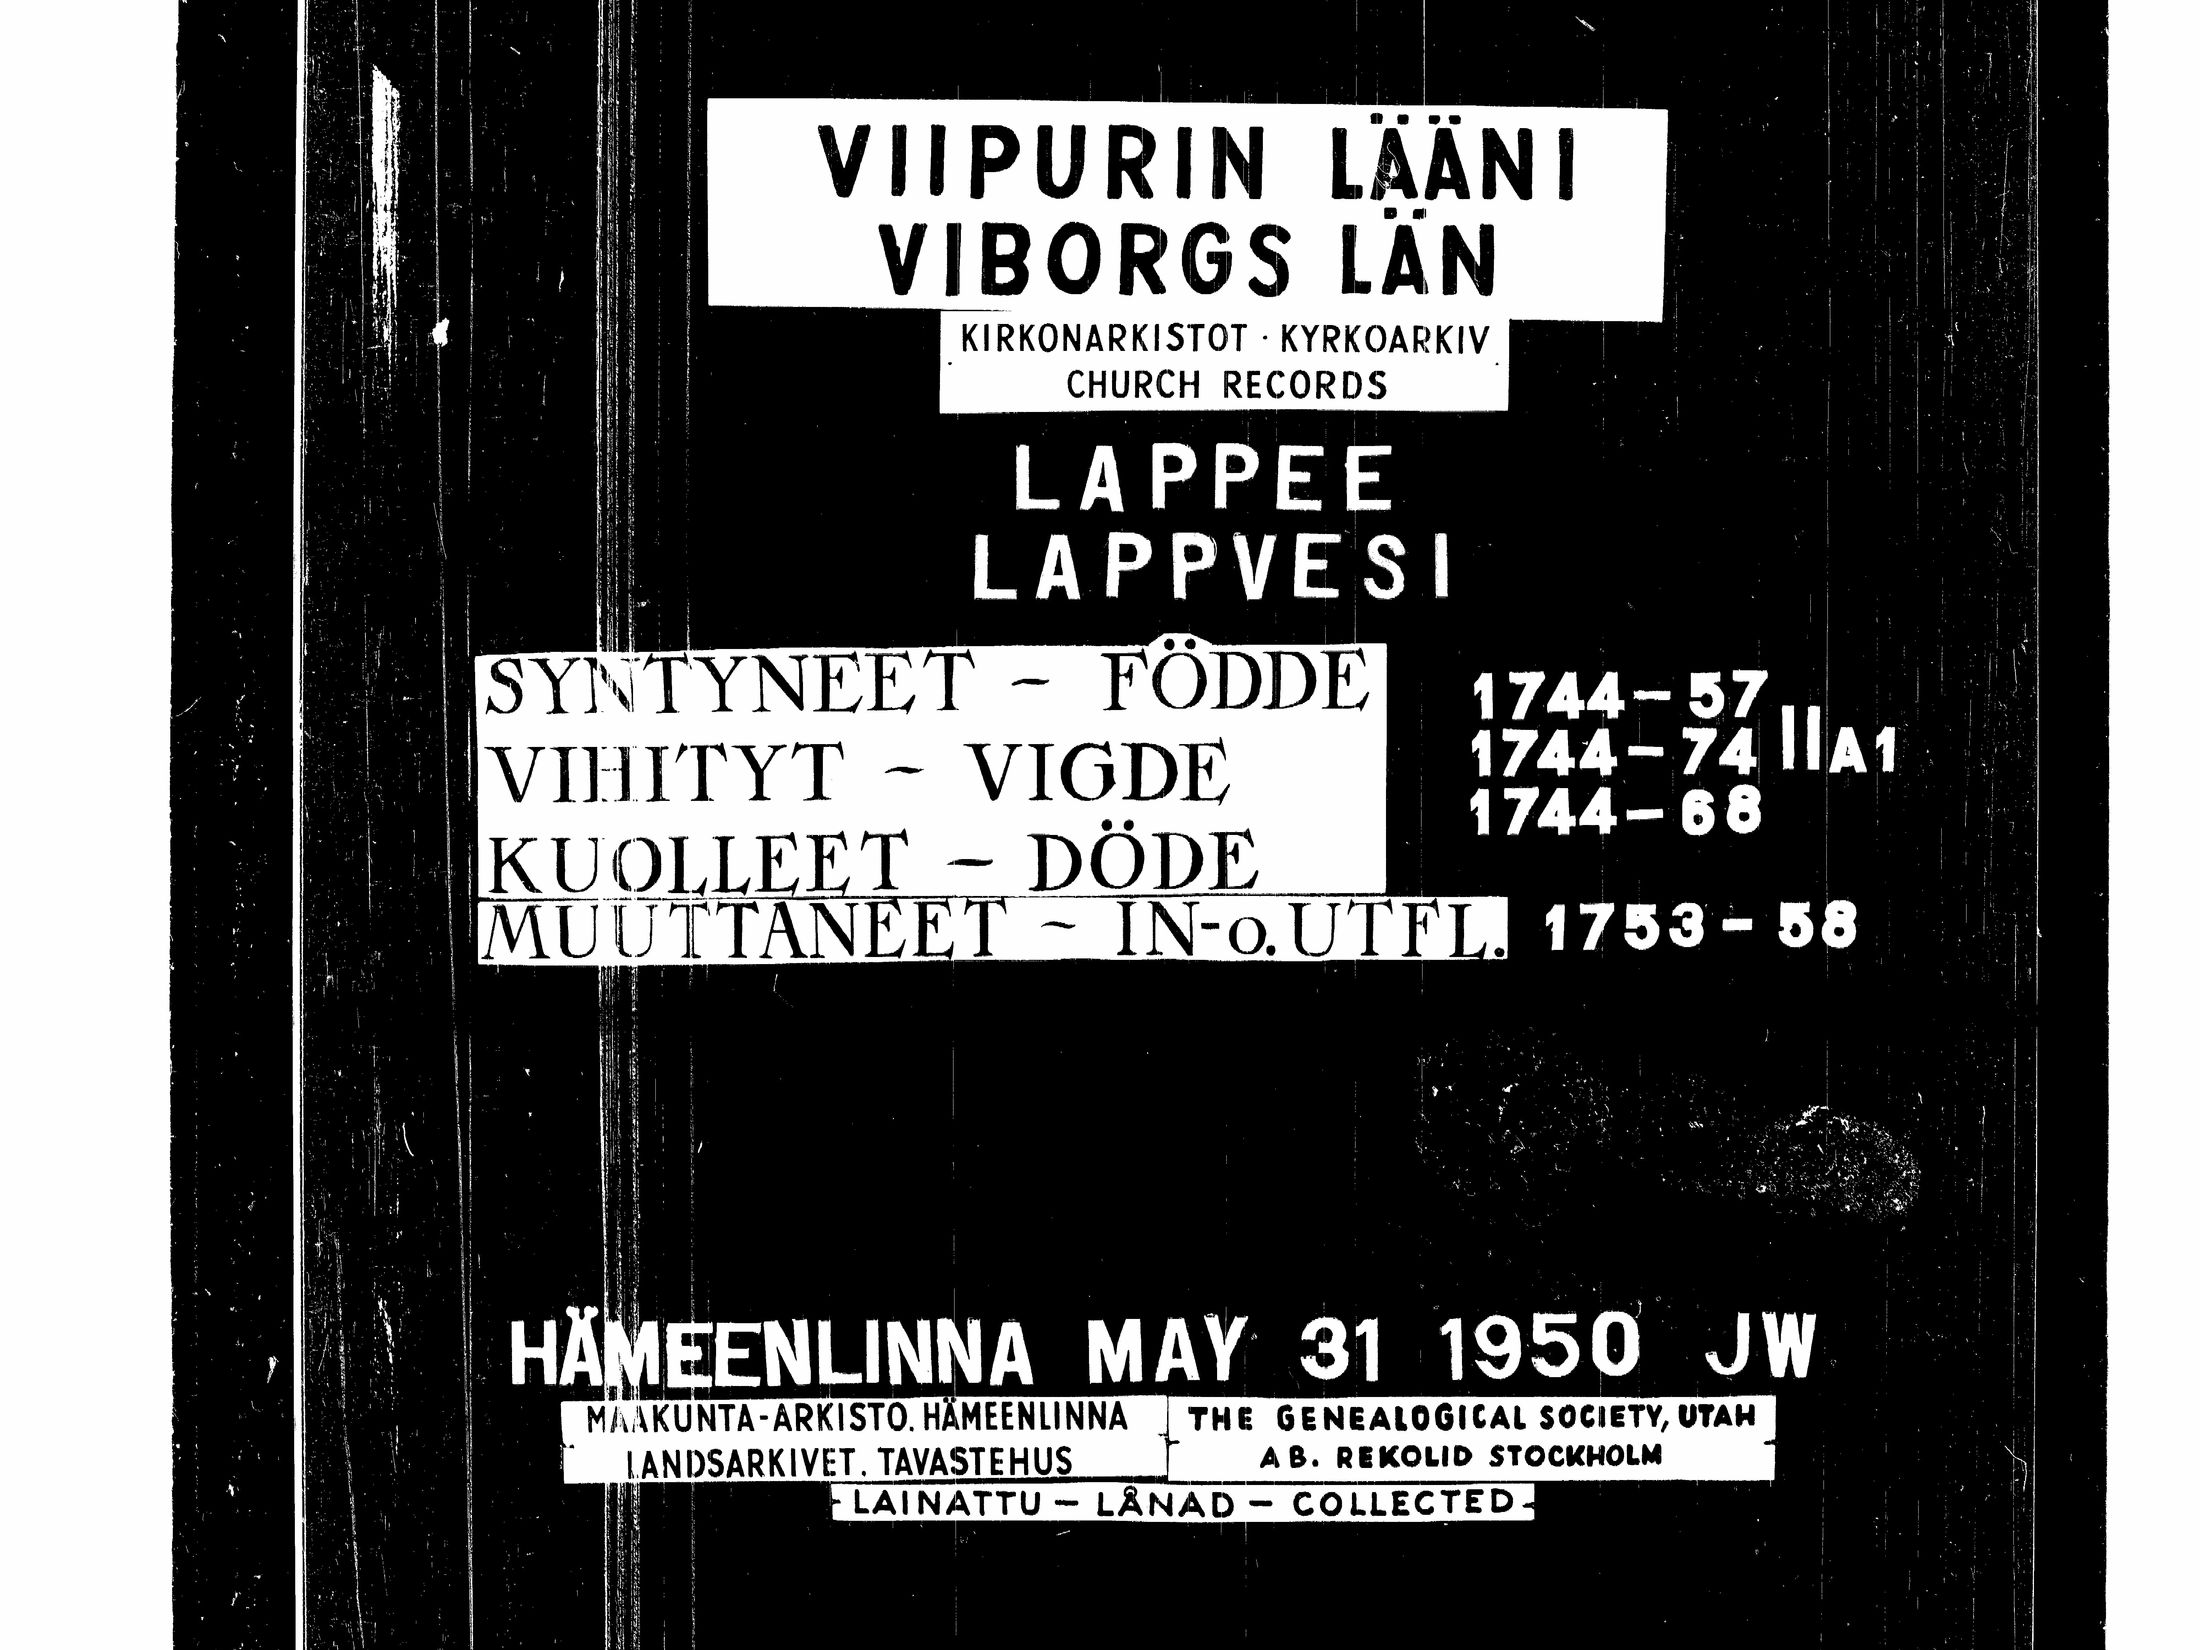 VIIPURIN LÄÄNI
VIBORGS LÄN
KIRKONARKISTOT · KYRKOARKIV
CHURCH RECORDS
LAPPEE
LAPPVESI
SYNTYNEET - FÖDDE 1744-57
VIHITYT - VIGDE 1744-74 II A1
KUOLLEET - DÖDE 1744-68
MUUTTANEET - IN-o. UTFL. 1753-58
HÄMEENLINNA MAY 31 1950 JW
MAAKUNTA-ARKISTO. HÄMEENLINNA
LANDSARKIVET. TAVASTEHUS
THE GENEALOGICAL SOCIETY, UTAH
AB. REKOLID STOCKHOLM
LAINATTU - LÅNAD - COLLECTED